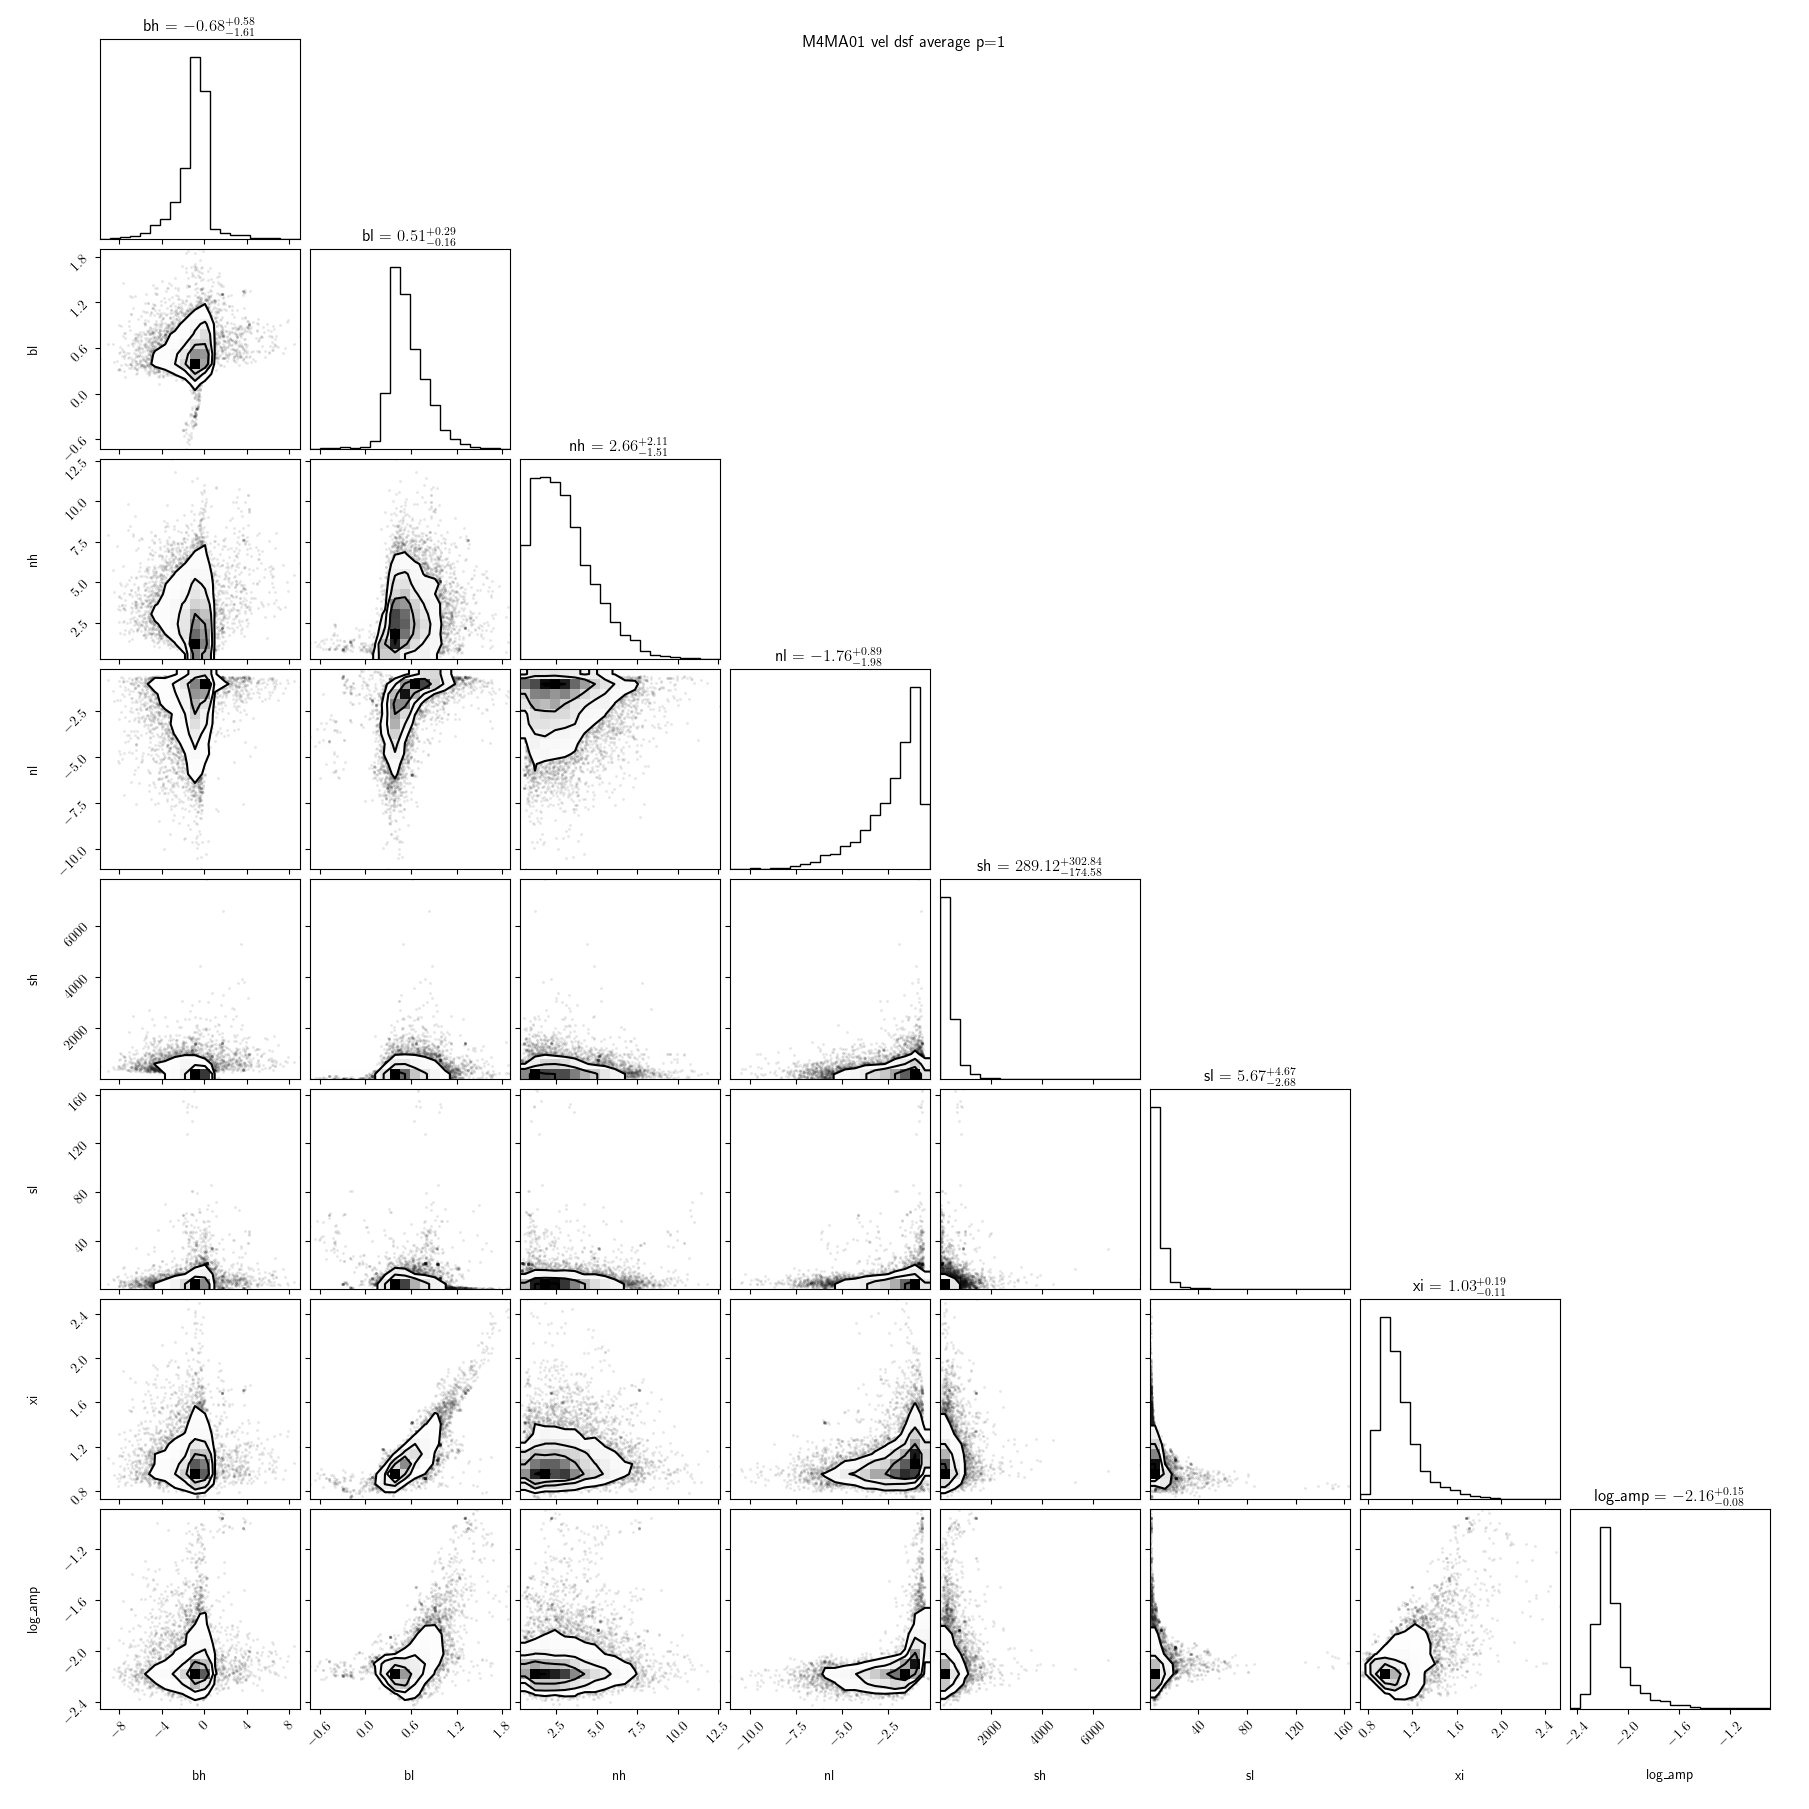 bh = −0.68+0.58−1.61
M4MA01 vel dsf average p=1
bl = 0.51+0.29−0.16
1.8
1.2
0.6
0.0
−0.6
bl
nh = 2.66+2.11−1.51
12.5
10.0
7.5
5.0
2.5
nh
nl = −1.76+0.89−1.98
−2.5
−5.0
−7.5
−10.0
nl
sh = 289.12+302.84−174.58
6000
4000
2000
sh
sl = 5.67+4.67−2.68
160
120
80
40
sl
xi = 1.03+0.19−0.11
2.4
2.0
1.6
1.2
0.8
xi
log_amp = −2.16+0.15−0.08
−1.2
−1.6
−2.0
−2.4
log_amp
−8 −4 0 4 8 −0.6 0.0 0.6 1.2 1.8 2.5 5.0 7.5 10.0 12.5 −10.0 −7.5 −5.0 −2.5 2000 4000 6000 40 80 120 160 0.8 1.2 1.6 2.0 2.4 −2.4 −2.0 −1.6 −1.2
bh bl nh nl sh sl xi log_amp